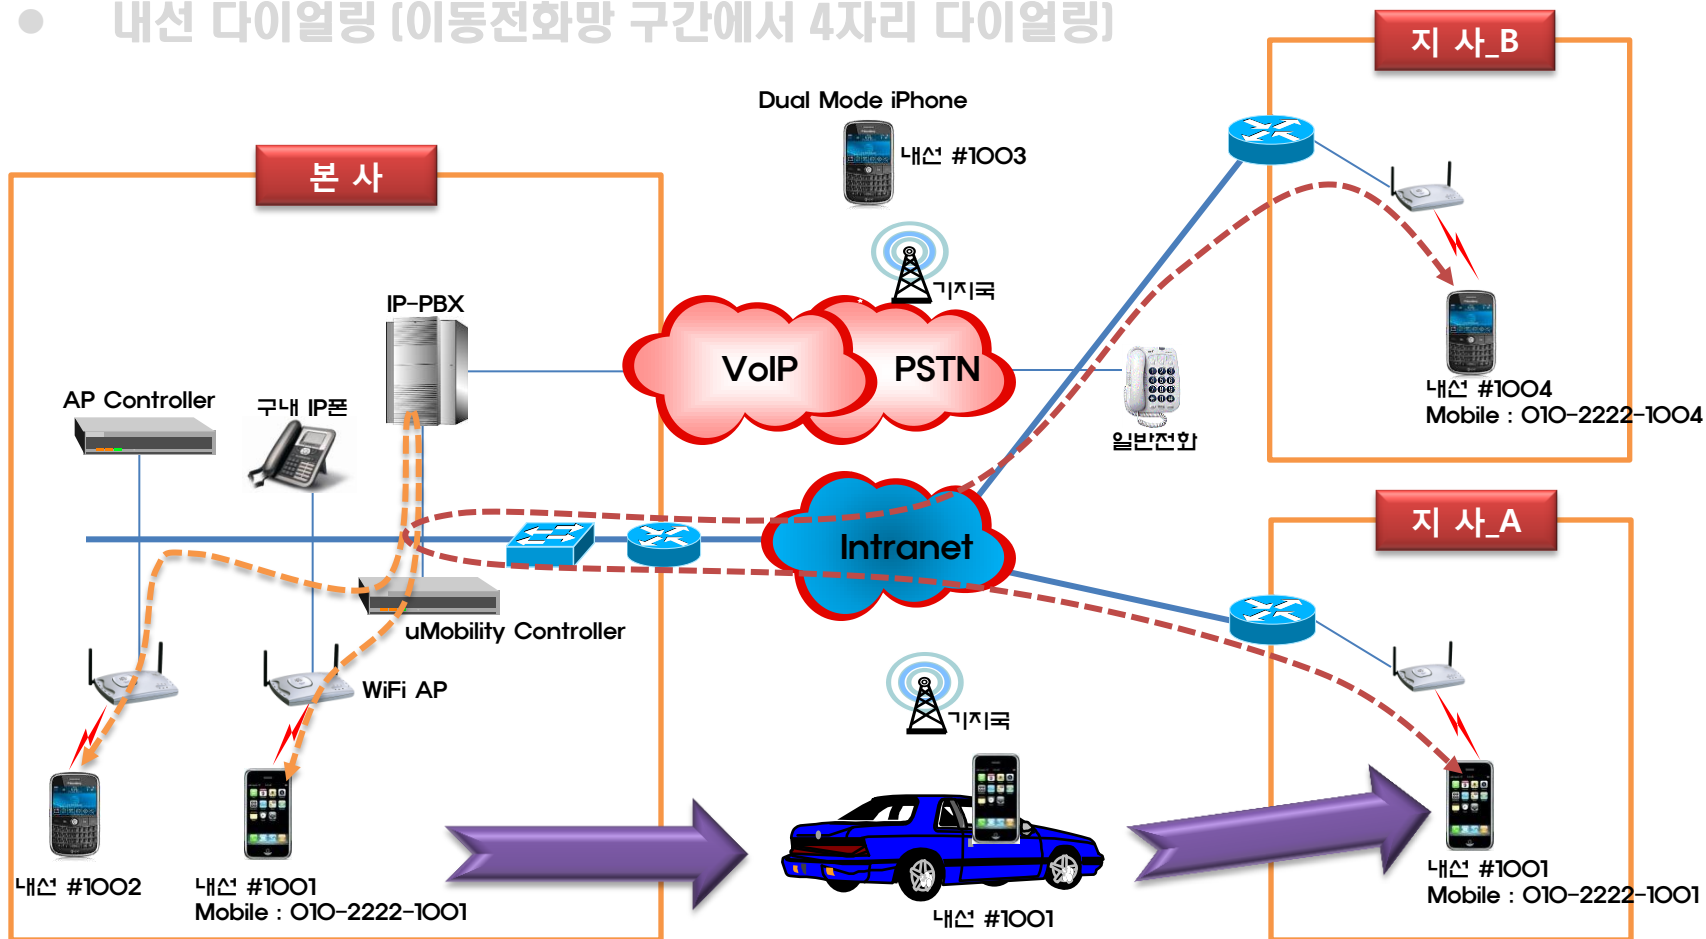 ● 내선 다이얼링 (이동전화망 구간에서 4자리 다이얼링)
지 사_B
Dual Mode iPhone
내선 #1003
본 사
기지국
IP-PBX
VoIP
PSTN
AP Controller
구내 IP폰
일반전화
내선 #1004
Mobile : 010-2222-1004
지 사_A
Intranet
uMobility Controller
WiFi AP
기지국
내선 #1002
내선 #1001
Mobile : 010-2222-1001
내선 #1001
내선 #1001
Mobile : 010-2222-1001